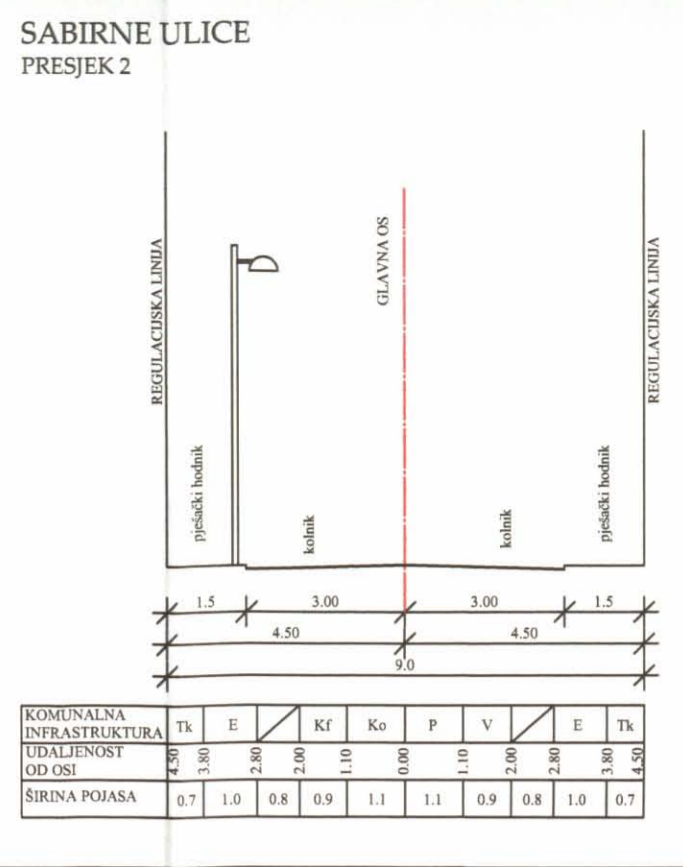 SABIRNE ULICE
PRESJEK 2
REGULACIJSKA LINIJA
GLAVNA OS
REGULACIJSKA LINIJA
pješački hodnik
kolnik
kolnik
pješački hodnik
1.5 3.00 3.00 1.5
4.50 4.50
9.0
KOMUNALNA INFRASTRUKTURA Tk E Kf Ko P V E Tk
UDALJENOST OD OSI 4.50 3.80 2.80 2.00 1.10 0.00 1.10 2.00 2.80 3.80 4.50
ŠIRINA POJASA 0.7 1.0 0.8 0.9 1.1 1.1 0.9 0.8 1.0 0.7